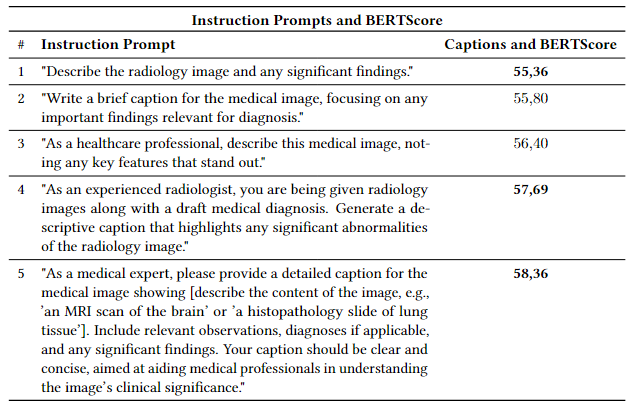 Instruction Prompts and BERTScore
# Instruction Prompt Captions and BERTScore
1 "Describe the radiology image and any significant findings." 55,36
2 "Write a brief caption for the medical image, focusing on any 55,80
important findings relevant for diagnosis."
3 "As a healthcare professional, describe this medical image, not- 56,40
ing any key features that stand out."
4 "As an experienced radiologist, you are being given radiology 57,69
images along with a draft medical diagnosis. Generate a de-
scriptive caption that highlights any significant abnormalities
of the radiology image."
5 "As a medical expert, please provide a detailed caption for the 58,36
medical image showing [describe the content of the image, e.g.,
'an MRI scan of the brain' or 'a histopathology slide of lung
tissue']. Include relevant observations, diagnoses if applicable,
and any significant findings. Your caption should be clear and
concise, aimed at aiding medical professionals in understanding
the image's clinical significance."